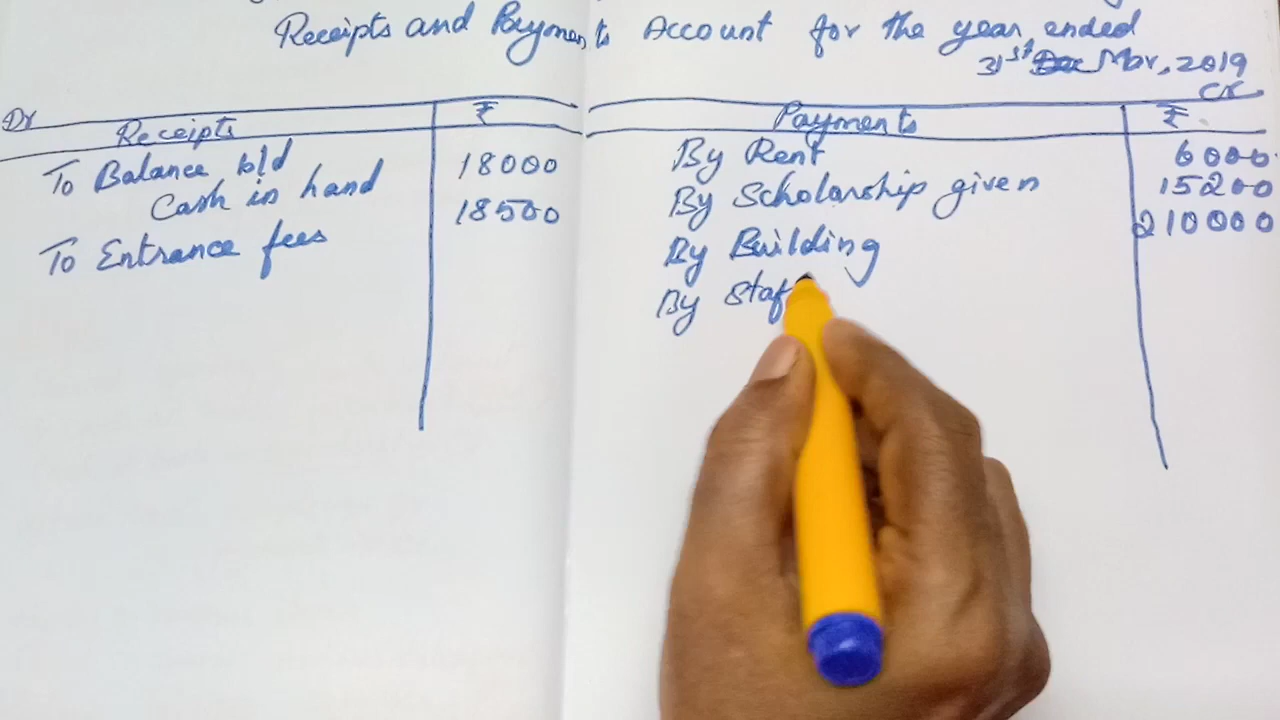 Receipts and Payments Account for the year ended
31st Mar, 2019
Dr
Cr
Receipts ₹
To Balance b/d
Cash in hand 18000
To Entrance fees 18500
Payments ₹
By Rent 6000
By Scholarship given 15200
By Building 210000
By Staf